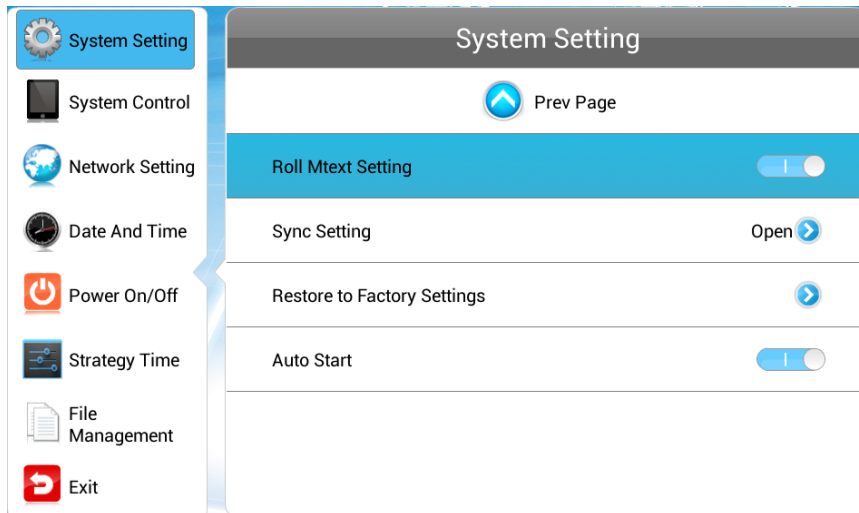 System Setting
System Control
Network Setting
Date And Time
Power On/Off
Strategy Time
File
Management
Exit
System Setting
Prev Page
Roll Mtext Setting
Sync Setting Open
Restore to Factory Settings
Auto Start